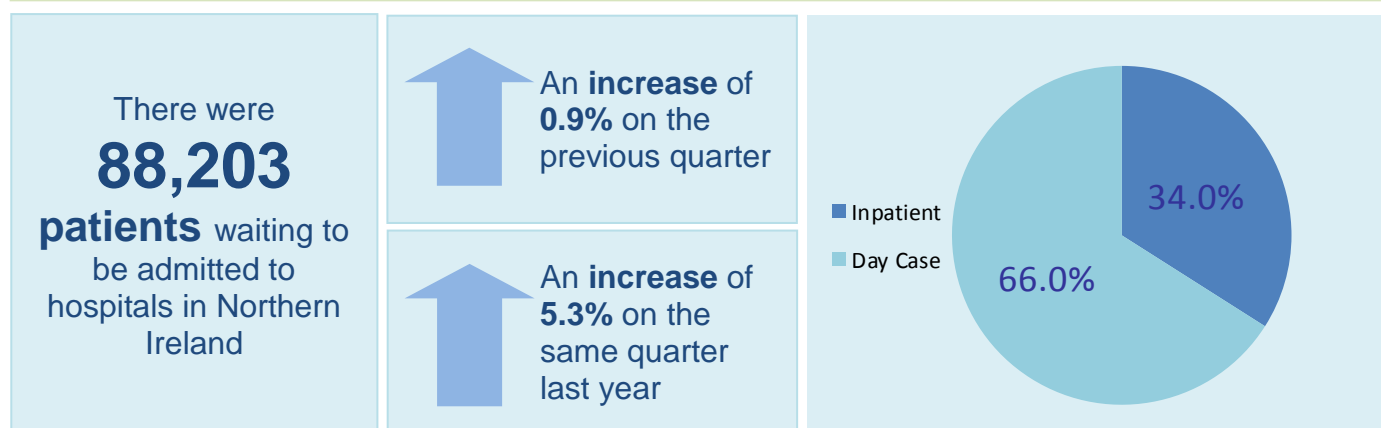 There were
88,203
patients waiting to
be admitted to
hospitals in Northern
Ireland
An increase of
0.9% on the
previous quarter
An increase of
5.3% on the
same quarter
last year
Inpatient
Day Case
34.0%
66.0%